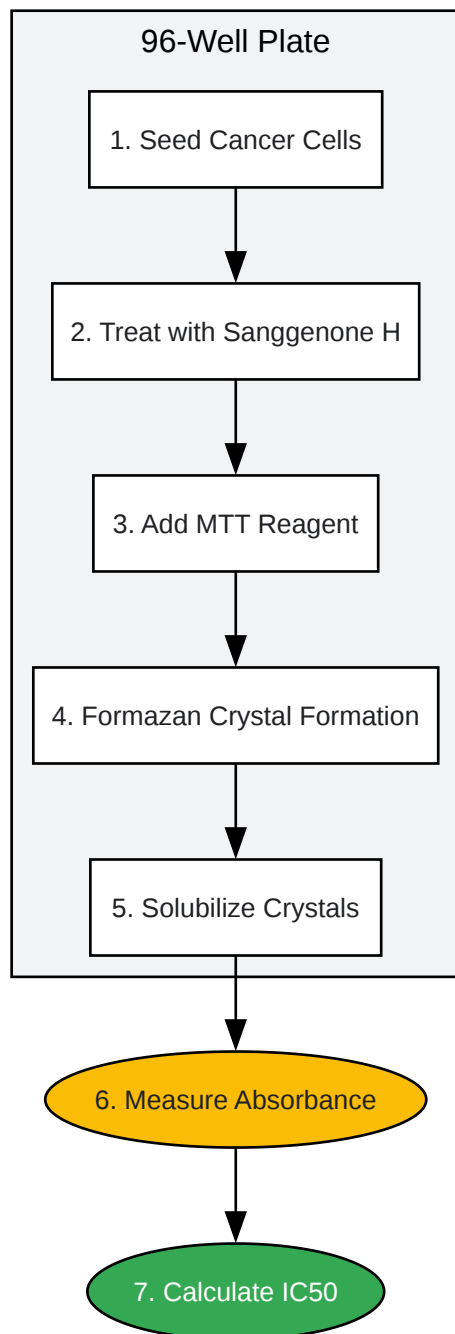 96-Well Plate
1. Seed Cancer Cells
2. Treat with Sanggenone H
3. Add MTT Reagent
4. Formazan Crystal Formation
5. Solubilize Crystals
6. Measure Absorbance
7. Calculate IC50